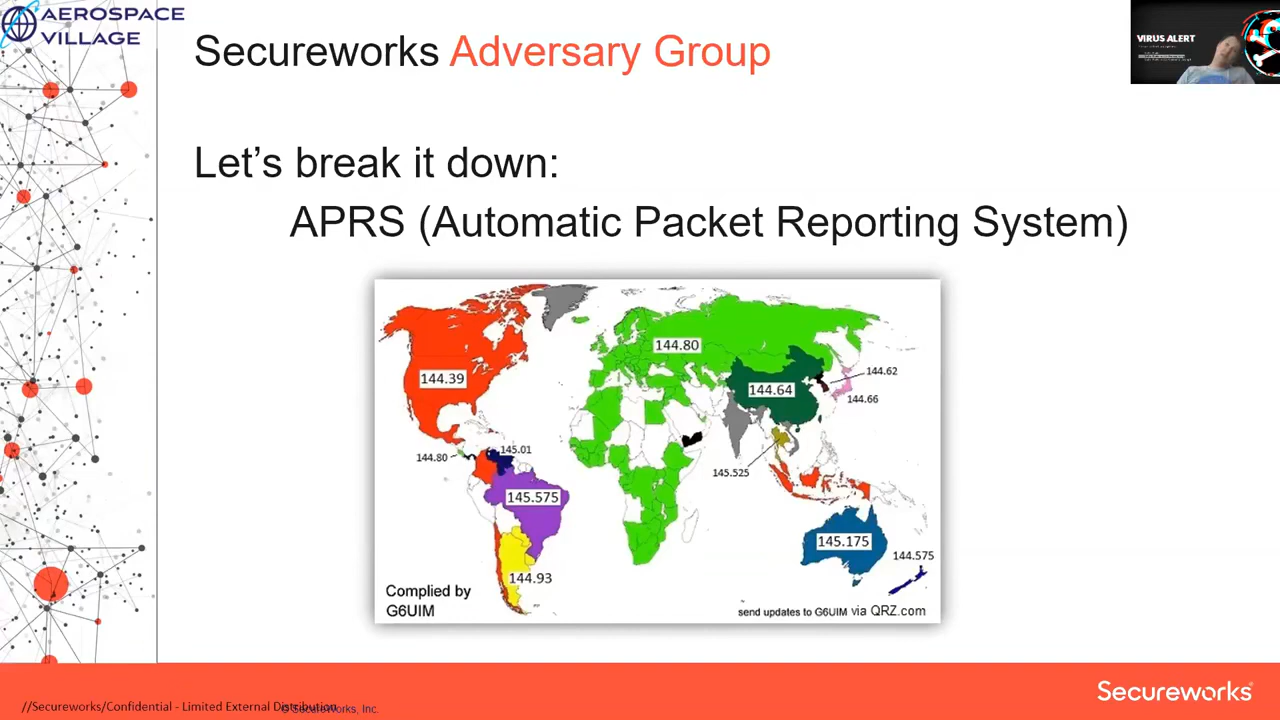 AEROSPACE
VILLAGE
Secureworks Adversary Group
VIRUS ALERT
Let's break it down:
APRS (Automatic Packet Reporting System)
144.80
144.39
144.62
144.64
144.66
144.80
145.01
145.525
145.575
145.175
144.575
144.93
Complied by
G6UIM
send updates to G6UIM via QRZ.com
Secureworks
//Secureworks/Confidential - Limited External Distribution
© SecureWorks, Inc.